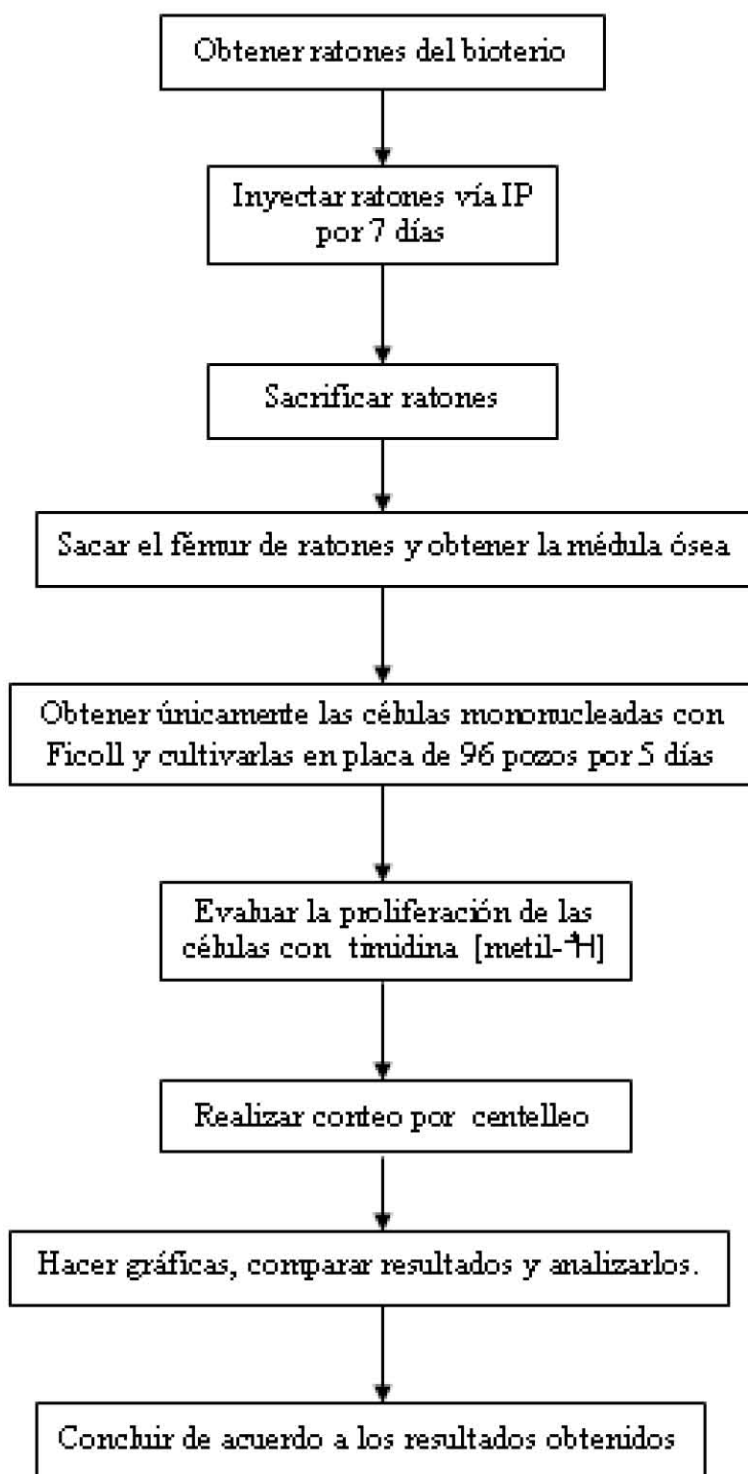 Obtener ratones del bioterio
Inyectar ratones vía IP
por 7 días
Sacrificar ratones
Sacar el fémur de ratones y obtener la médula ósea
Obtener únicamente las células mononucleadas con
Ficoll y cultivarlas en placa de 96 pozos por 5 días
Evaluar la proliferación de las
células con timidina
Realizar conteo por centelleo
Hacer gráficas, comparar resultados y analizarlos.
Concluir de acuerdo a los resultados obtenidos